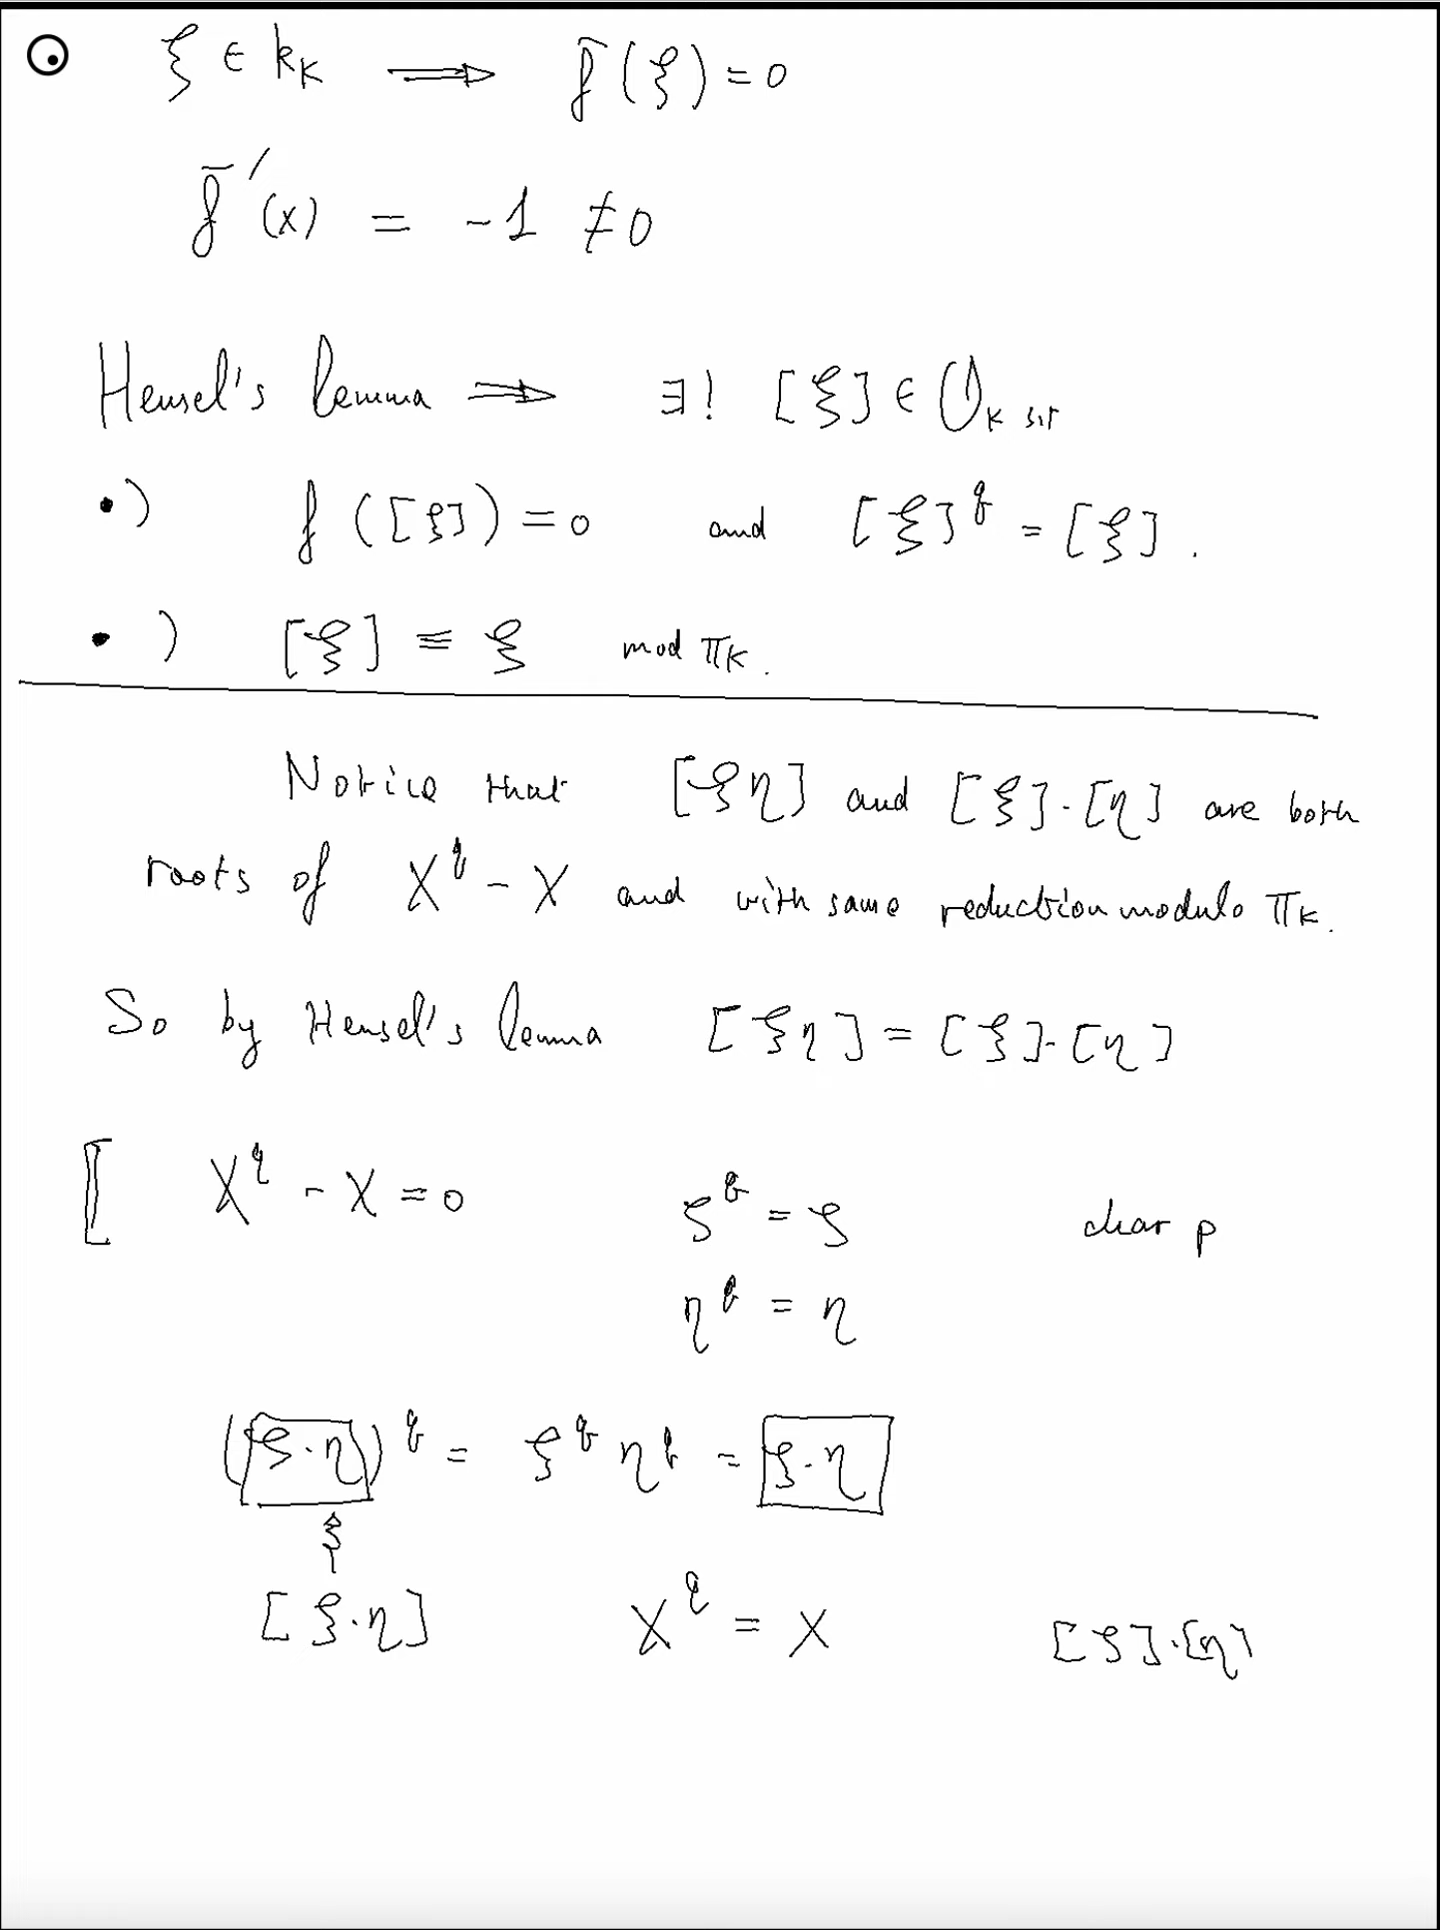 ξ ∈ k_K ⟹ f̄(ξ) = 0
f̄'(x) = -1 ≠ 0
Hensel's lemma ⟹ ∃! [ξ] ∈ O_K s.t
•) f([ξ]) = 0 and [ξ]^q = [ξ].
•) [ξ] ≡ ξ mod π_K.
Notice that [ξη] and [ξ]·[η] are both
roots of X^q - X and with same reduction modulo π_K.
So by Hensel's lemma [ξη] = [ξ]·[η]
[ X^q - X = 0 ξ^q = ξ char p
η^q = η
(ξ·η)^q = ξ^q η^q = ξ·η
[ξ·η] X^q = X [ξ]·[η]